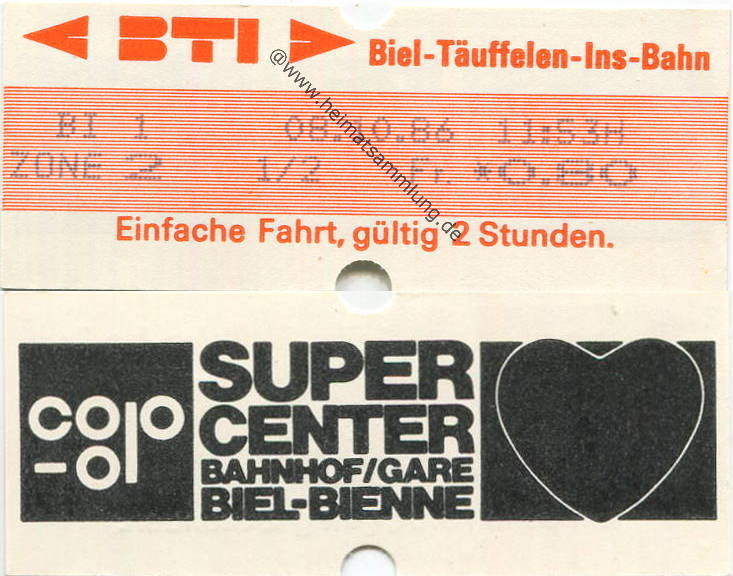 BTI Biel-Täuffelen-Ins-Bahn
BI 1 08.10.86 11:53H
ZONE 2 1/2 Fr. *0.80
Einfache Fahrt, gültig 2 Stunden.
@www.heimatsammlung.de
coop
SUPER
CENTER
BAHNHOF/GARE
BIEL-BIENNE